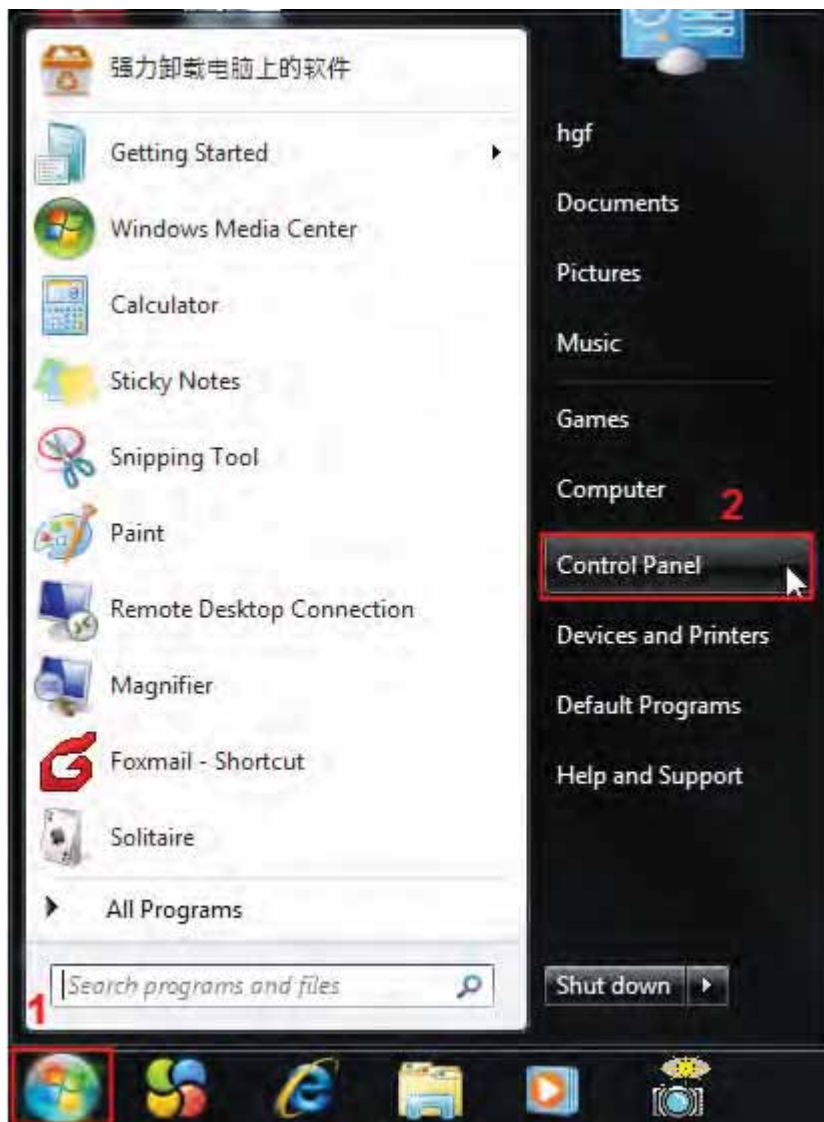 强力卸载电脑上的软件
Getting Started
Windows Media Center
Calculator
Sticky Notes
Snipping Tool
Paint
Remote Desktop Connection
Magnifier
Foxmail - Shortcut
Solitaire
All Programs
Search programs and files
1
hgf
Documents
Pictures
Music
Games
Computer
2
Control Panel
Devices and Printers
Default Programs
Help and Support
Shut down